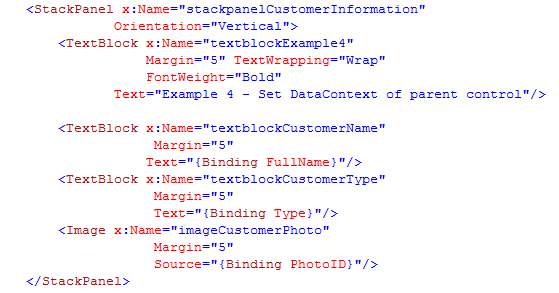 <StackPanel x:Name="stackpanelCustomerInformation"
Orientation="Vertical">
<TextBlock x:Name="textblockExample4"
Margin="5" TextWrapping="Wrap"
FontWeight="Bold"
Text="Example 4 - Set DataContext of parent control"/>
<TextBlock x:Name="textblockCustomerName"
Margin="5"
Text="{Binding FullName}"/>
<TextBlock x:Name="textblockCustomerType"
Margin="5"
Text="{Binding Type}"/>
<Image x:Name="imageCustomerPhoto"
Margin="5"
Source="{Binding PhotoID}"/>
</StackPanel>